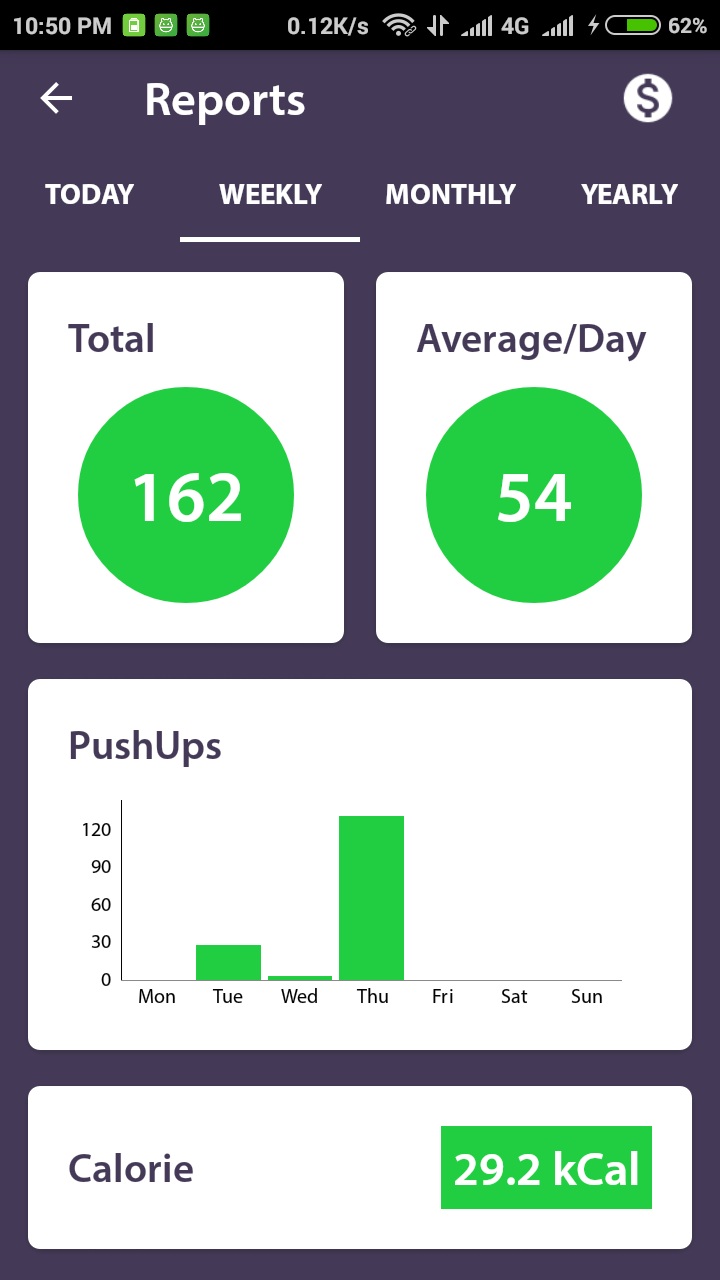 10:50 PM 0.12K/s 4G 62%
Reports
TODAY WEEKLY MONTHLY YEARLY
Total
162
Average/Day
54
PushUps
120
90
60
30
0
Mon Tue Wed Thu Fri Sat Sun
Calorie 29.2 kCal